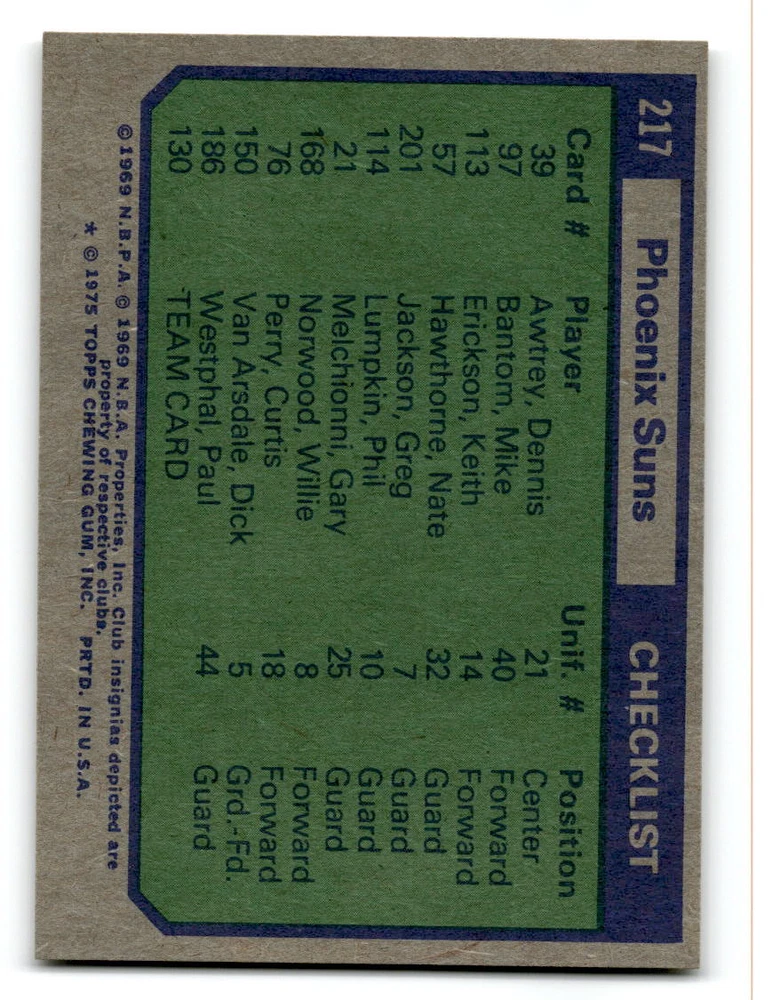 217 Phoenix Suns CHECKLIST
Card # Player Unif. # Position
39 Awtrey, Dennis 21 Center
97 Bantom, Mike 40 Forward
113 Erickson, Keith 14 Forward
57 Hawthorne, Nate 32 Guard
201 Jackson, Greg 7 Guard
114 Lumpkin, Phil 10 Guard
21 Melchionni, Gary 25 Guard
168 Norwood, Willie 8 Forward
76 Perry, Curtis 18 Forward
150 Van Arsdale, Dick 5 Grd.-Fd.
186 Westphal, Paul 44 Guard
130 TEAM CARD
© 1969 N.B.P.A. © 1969 N.B.A. Properties, Inc. Club insignias depicted are
property of respective clubs.
* © 1975 TOPPS CHEWING GUM, INC. PRTD. IN U.S.A.